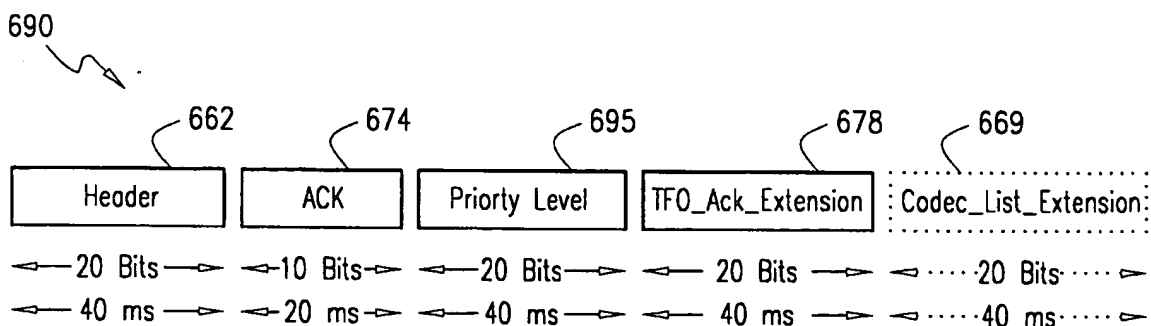 690
662 674 695 678 669
Header ACK Priorty Level TFO_Ack_Extension Codec_List_Extension
20 Bits 10 Bits 20 Bits 20 Bits 20 Bits
40 ms 20 ms 40 ms 40 ms 40 ms